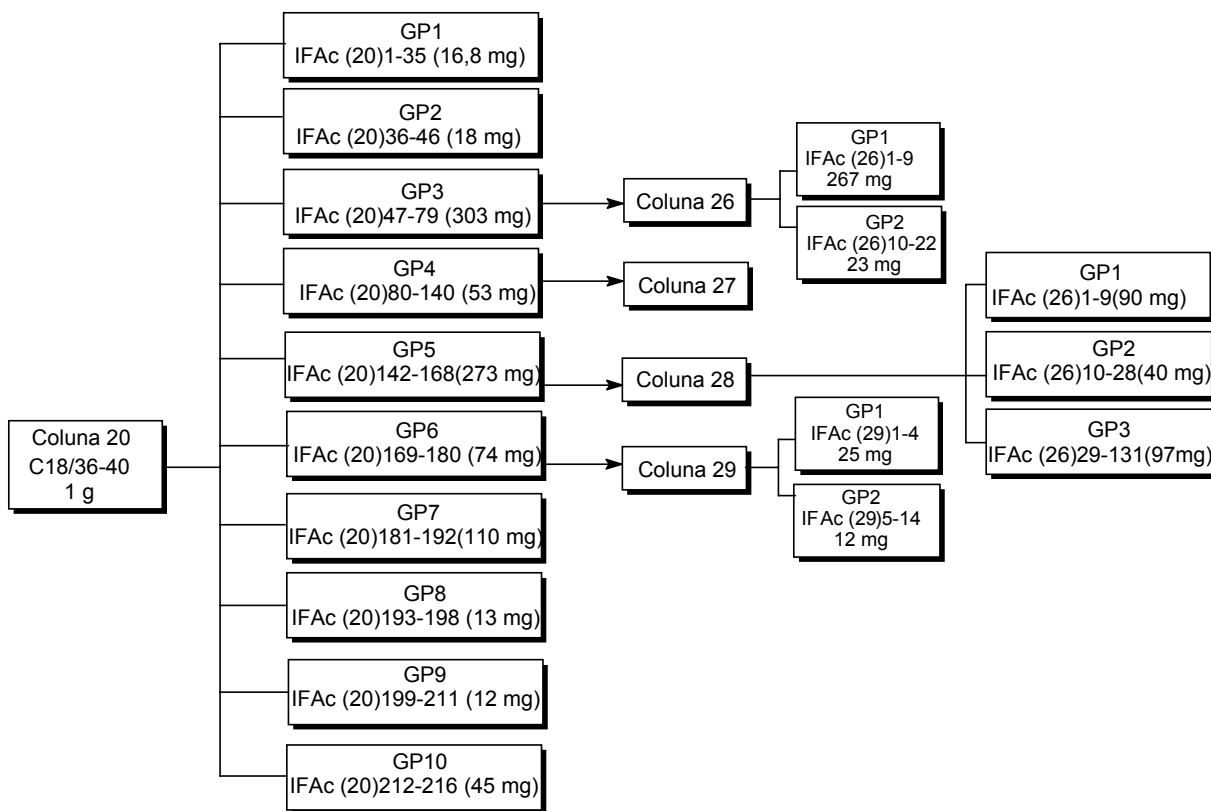 Coluna 20
C18/36-40
1 g
GP1
IFAc (20)1-35 (16,8 mg)
GP2
IFAc (20)36-46 (18 mg)
GP3
IFAc (20)47-79 (303 mg)
GP4
IFAc (20)80-140 (53 mg)
GP5
IFAc (20)142-168(273 mg)
GP6
IFAc (20)169-180 (74 mg)
GP7
IFAc (20)181-192(110 mg)
GP8
IFAc (20)193-198 (13 mg)
GP9
IFAc (20)199-211 (12 mg)
GP10
IFAc (20)212-216 (45 mg)
Coluna 26
Coluna 27
Coluna 28
Coluna 29
GP1
IFAc (26)1-9
267 mg
GP2
IFAc (26)10-22
23 mg
GP1
IFAc (29)1-4
25 mg
GP2
IFAc (29)5-14
12 mg
GP1
IFAc (26)1-9(90 mg)
GP2
IFAc (26)10-28(40 mg)
GP3
IFAc (26)29-131(97mg)